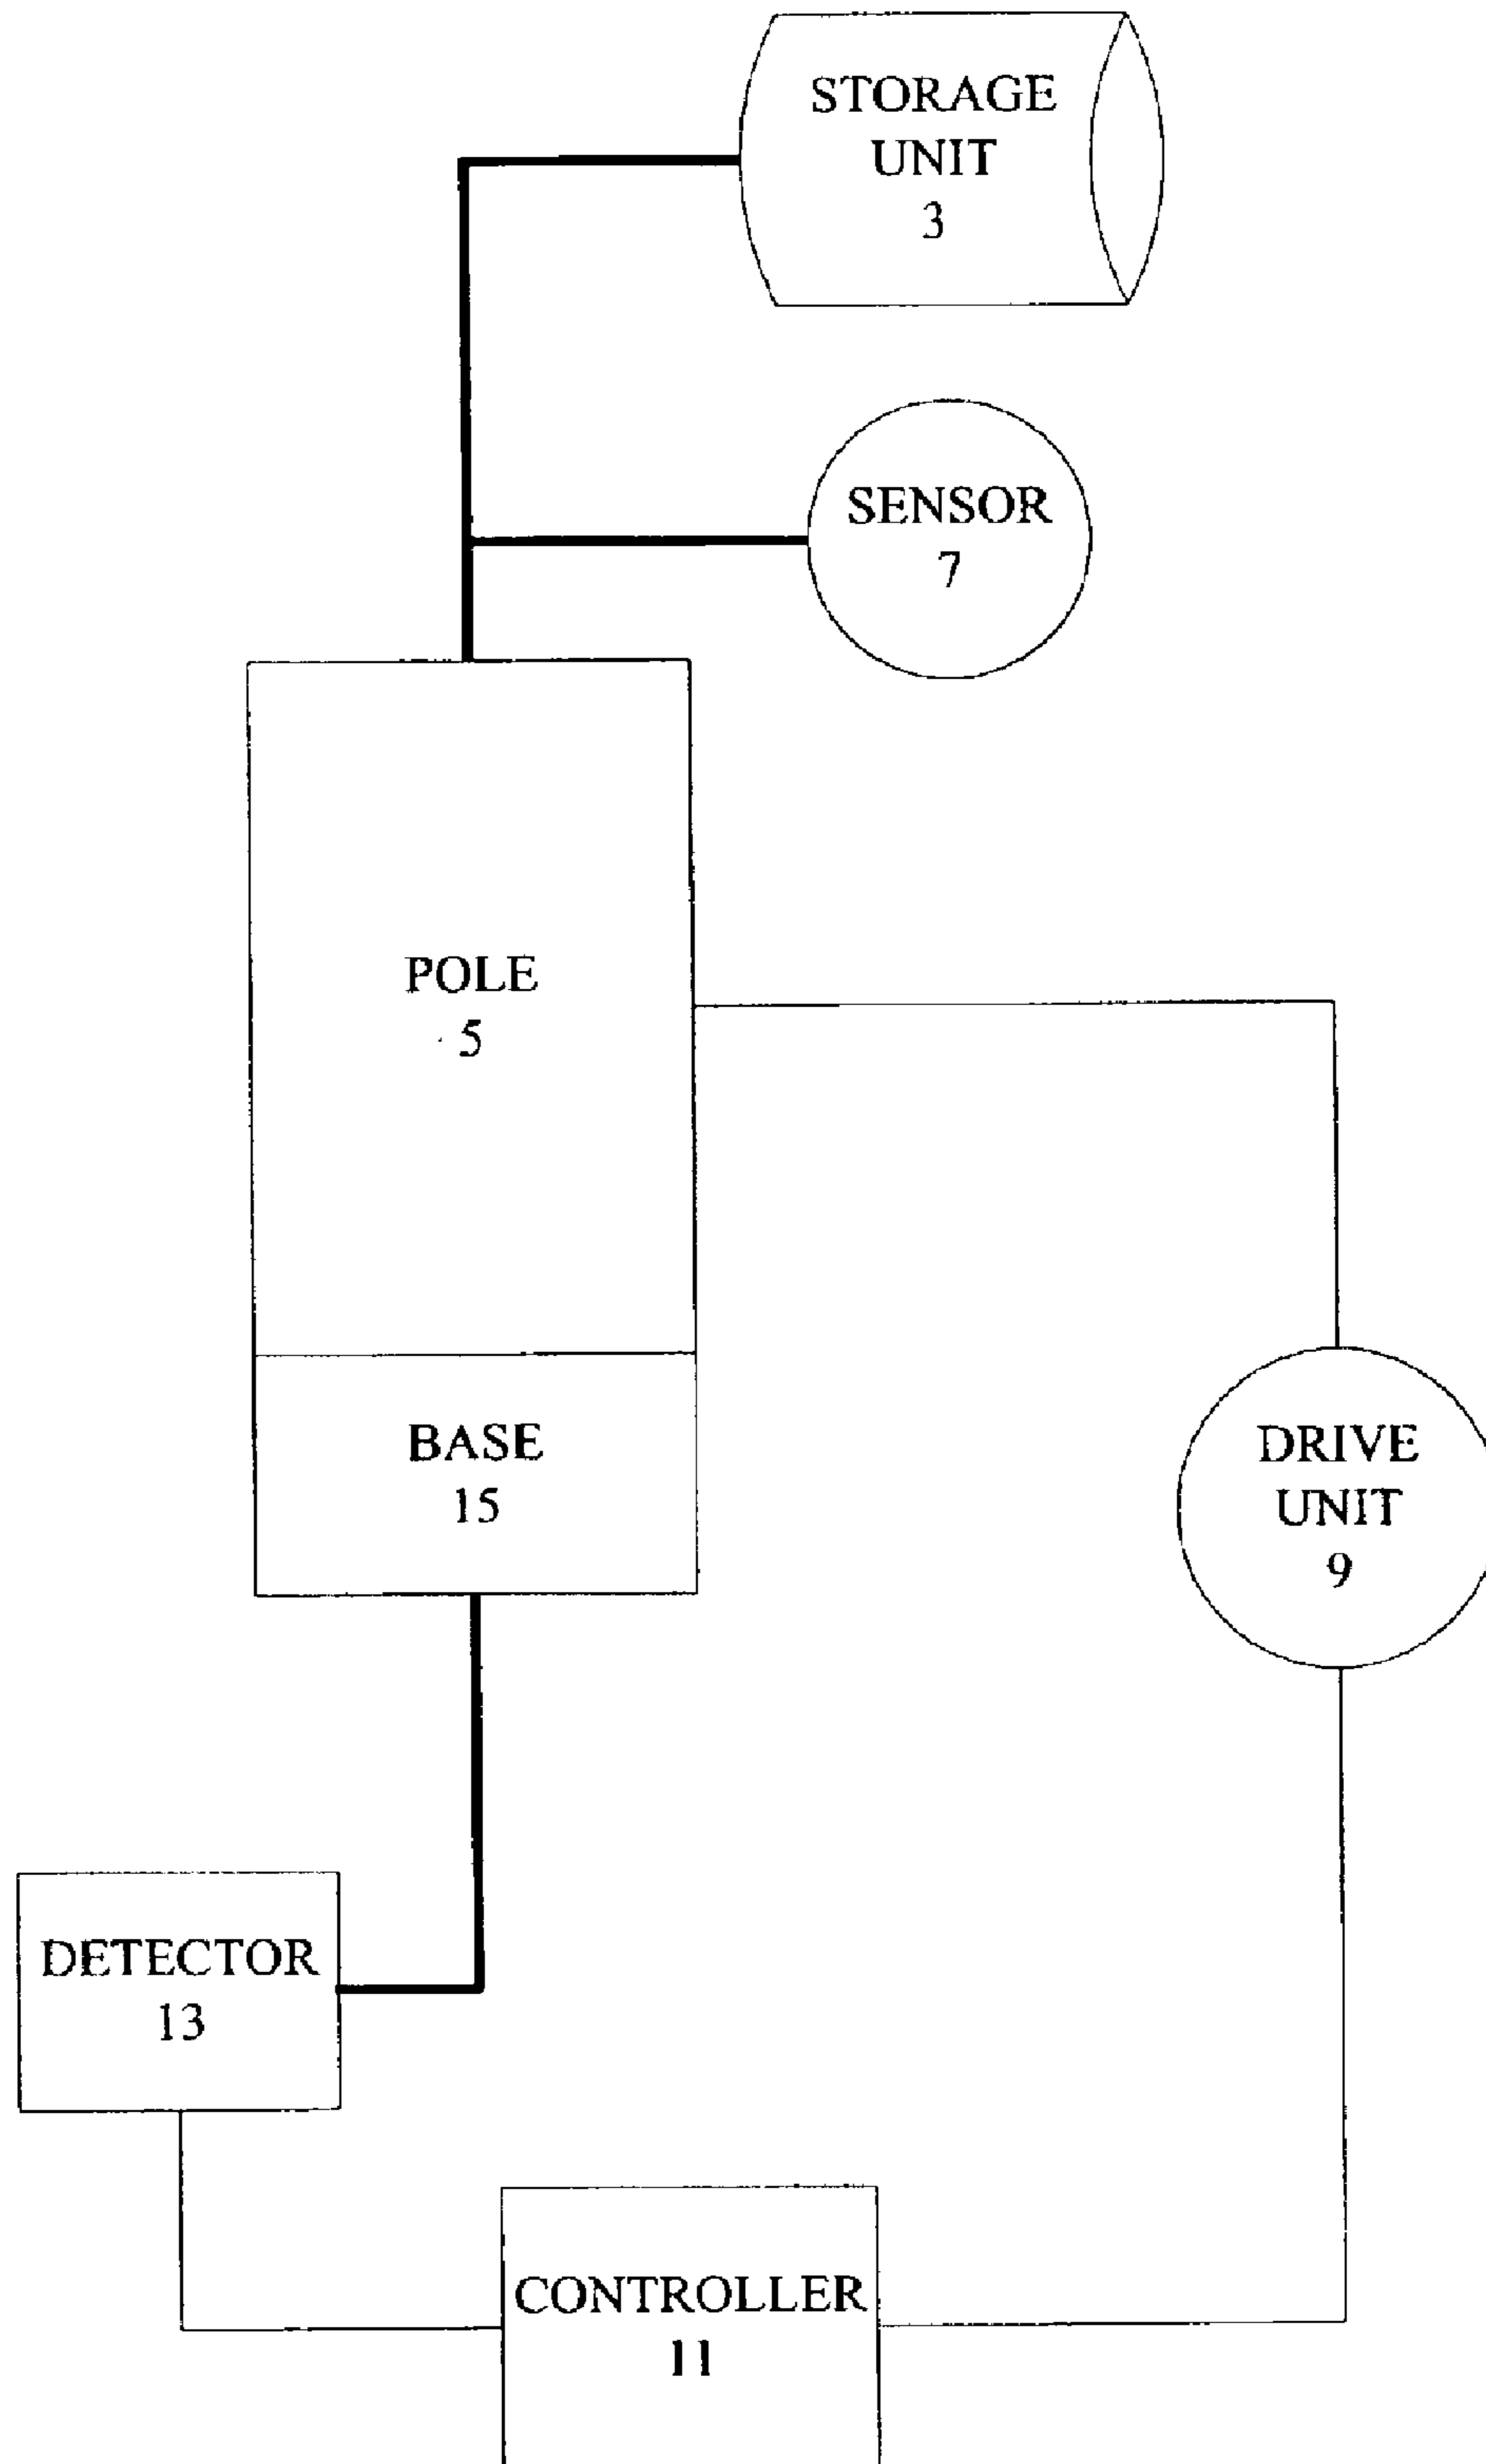 STORAGE
UNIT
3
SENSOR
7
POLE
5
BASE
15
DRIVE
UNIT
9
DETECTOR
13
CONTROLLER
11